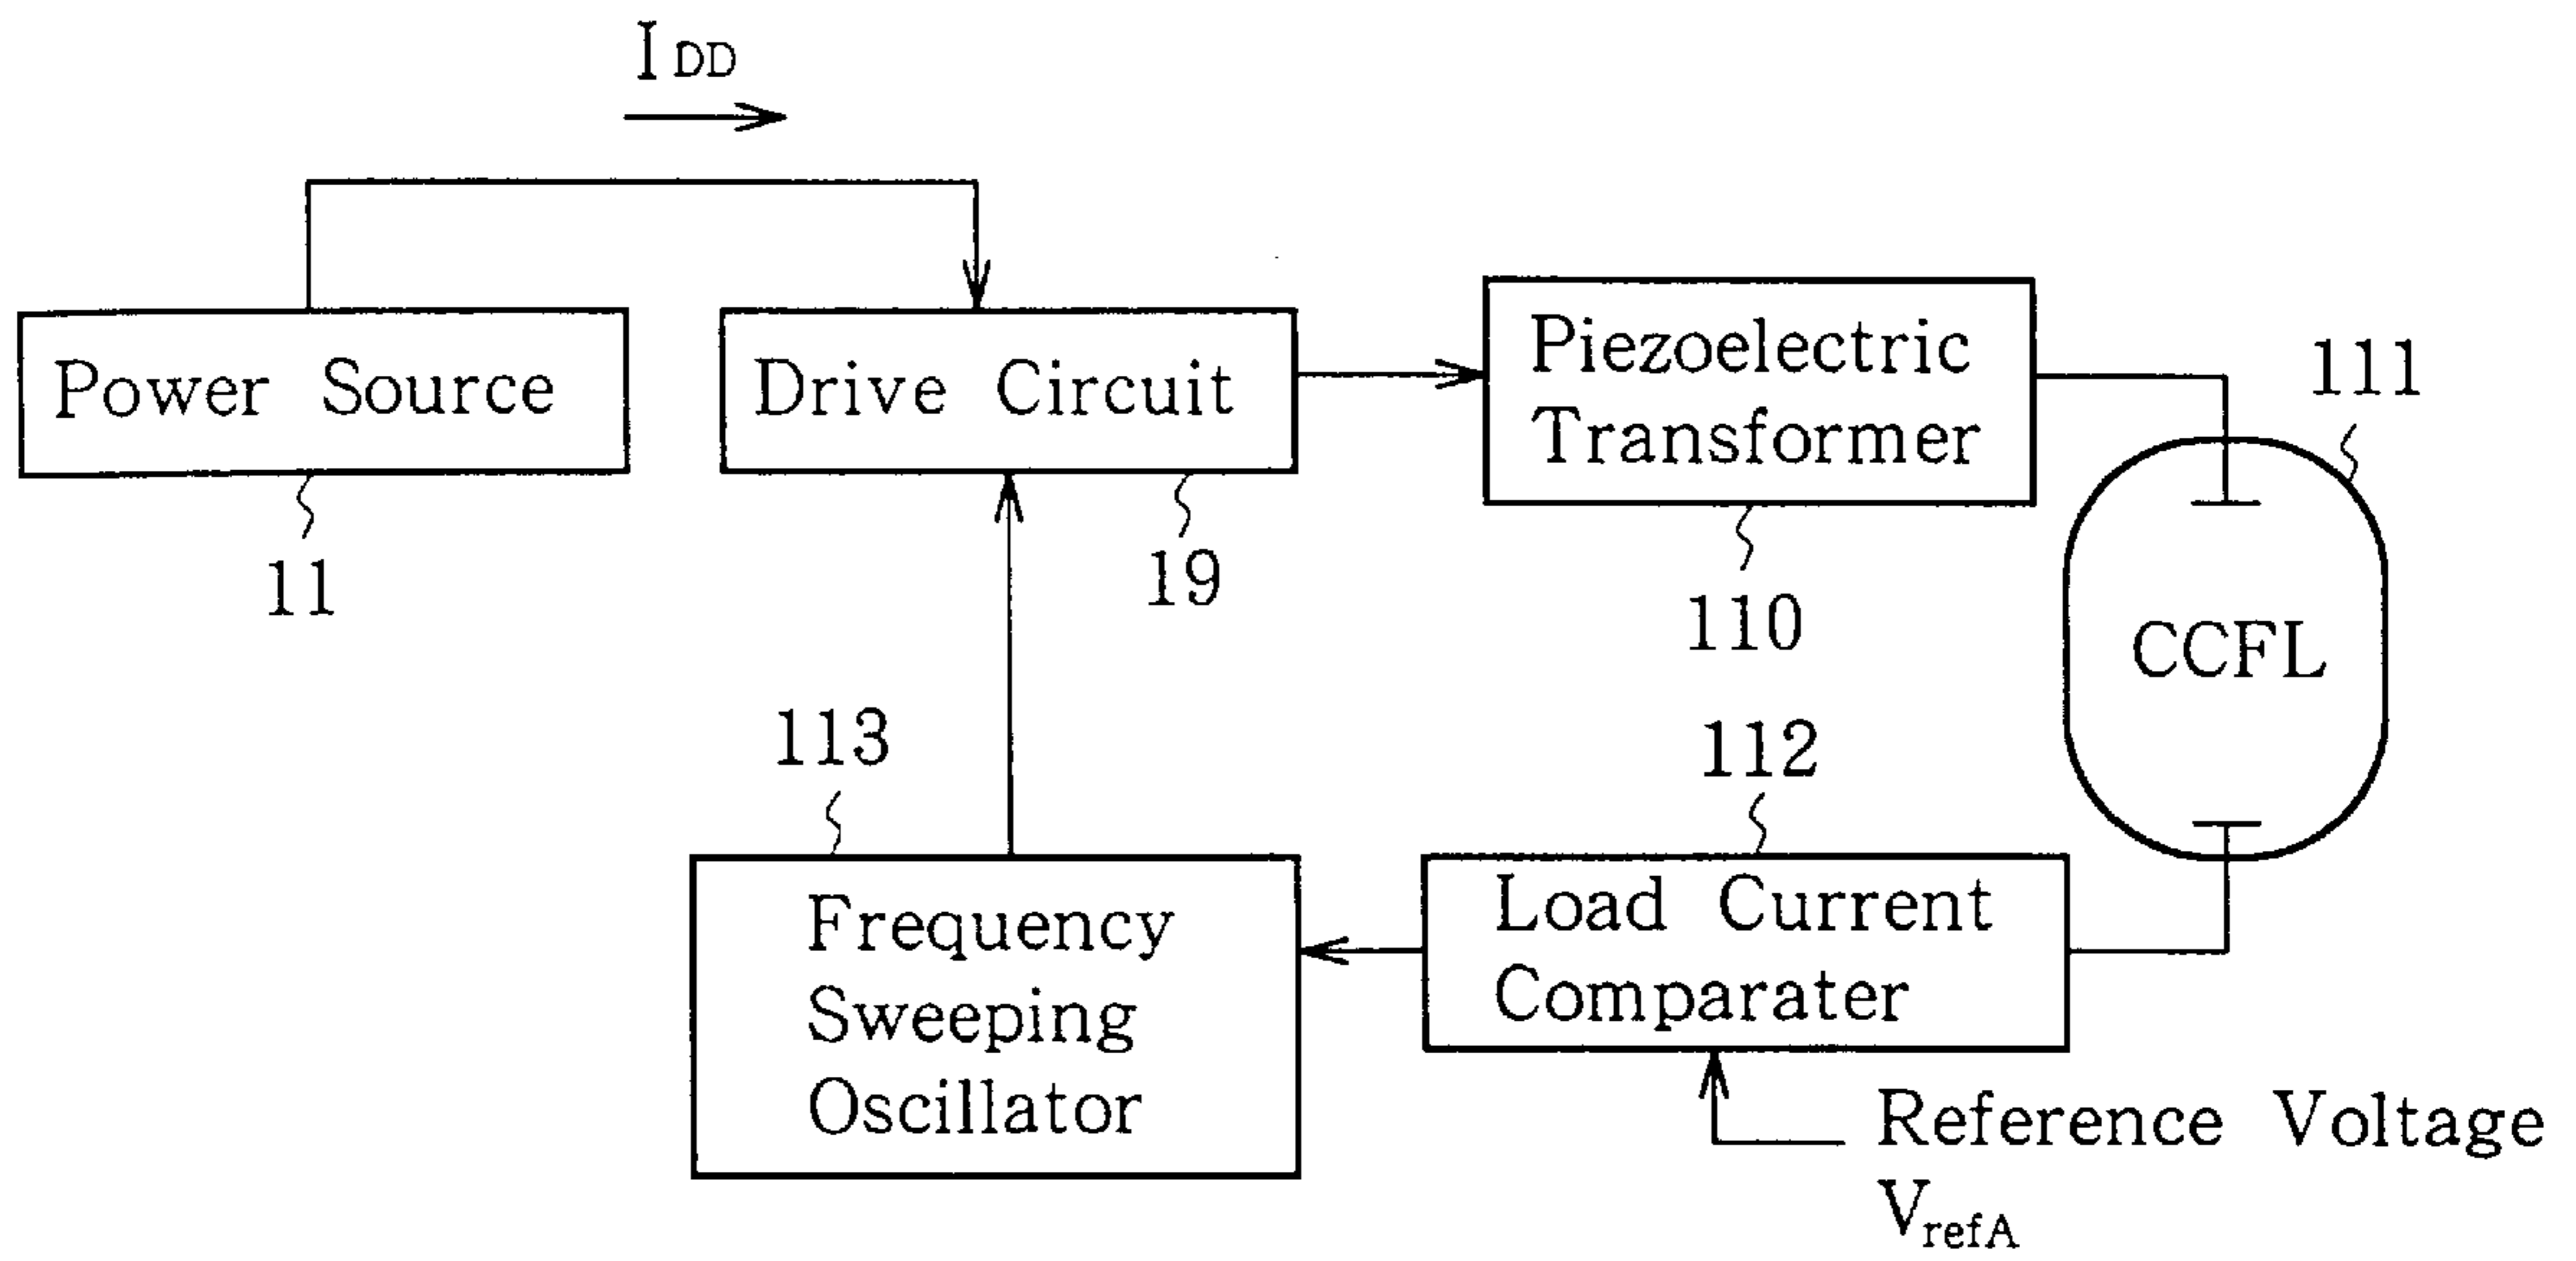 IDD
Power Source
11
Drive Circuit
19
Piezoelectric
Transformer
110
111
CCFL
113
Frequency
Sweeping
Oscillator
112
Load Current
Comparater
Reference Voltage
VrefA